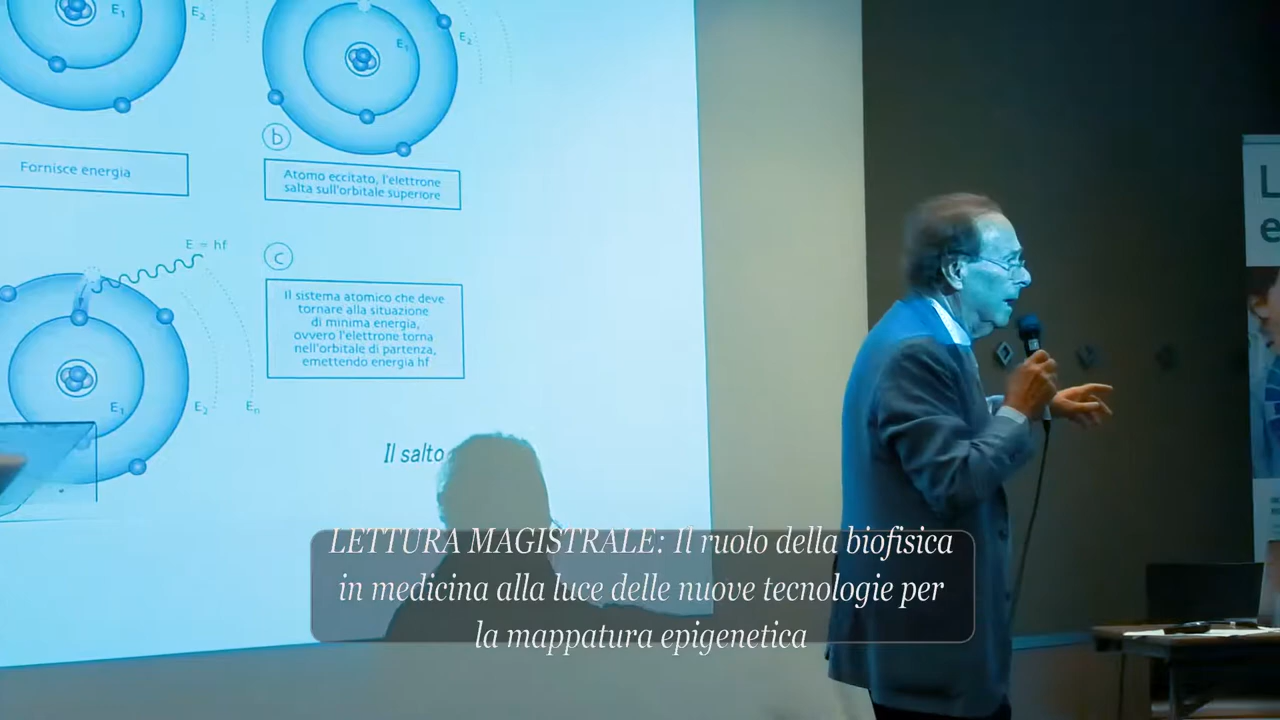 E₁
E₂
E₁
E₂
b
Fornisce energia
Atomo eccitato, l'elettrone
salta sull'orbitale superiore
E = hf
c
Il sistema atomico che deve
tornare alla situazione
di minima energia,
ovvero l'elettrone torna
nell'orbitale di partenza,
emettendo energia hf
E₁
E₂
Eₙ
Il salto
LETTURA MAGISTRALE: Il ruolo della biofisica
in medicina alla luce delle nuove tecnologie per
la mappatura epigenetica
L
e